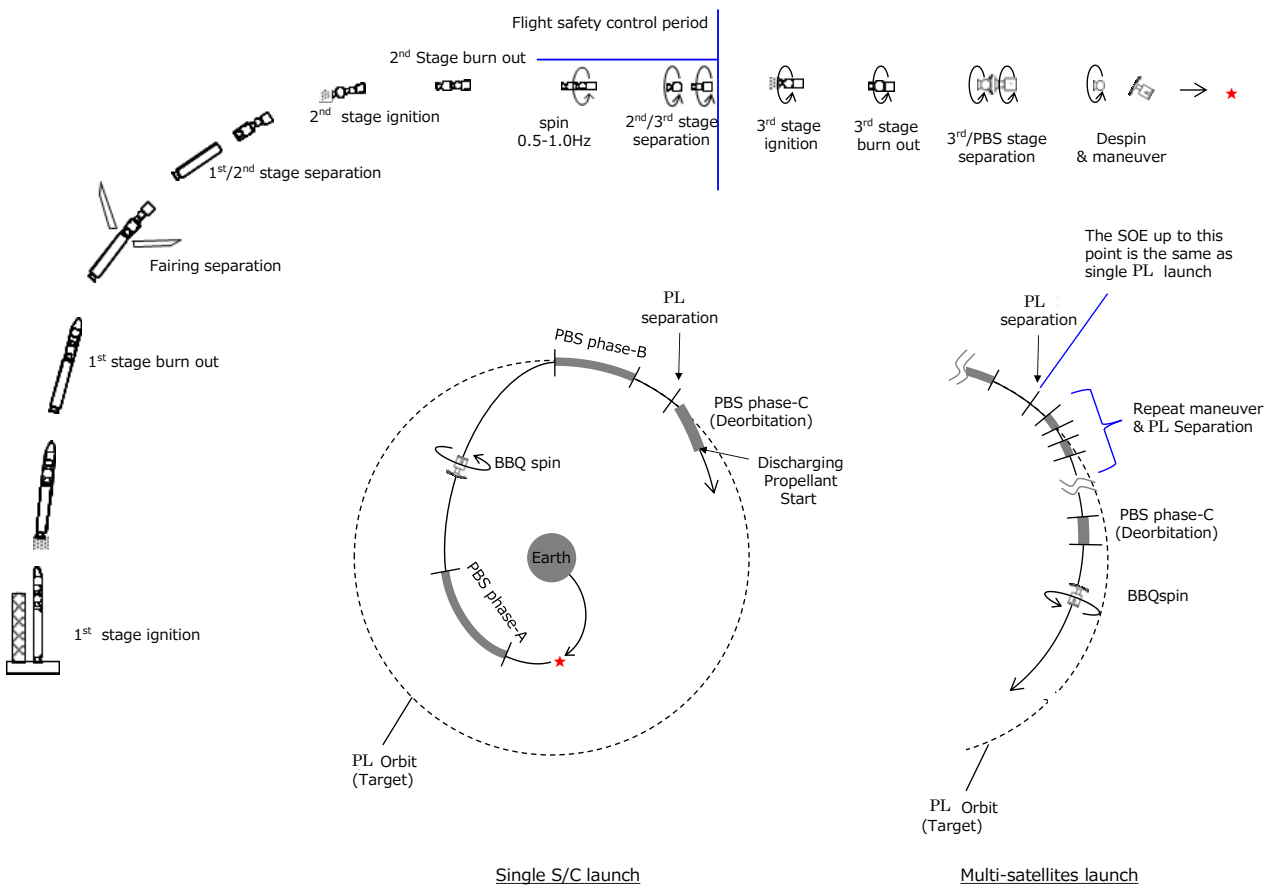 Flight safety control period
2nd Stage burn out
2nd stage ignition
spin
0.5-1.0Hz
2nd/3rd stage
separation
3rd stage
ignition
3rd stage
burn out
3rd/PBS stage
separation
Despin
& maneuver
1st/2nd stage separation
Fairing separation
1st stage burn out
1st stage ignition
PL
separation
PBS phase-B
PBS phase-C
(Deorbitation)
BBQ spin
Discharging
Propellant
Start
Earth
PBS phase-A
PL Orbit
(Target)
Single S/C launch
The SOE up to this
point is the same as
single PL launch
PL
separation
Repeat maneuver
& PL Separation
PBS phase-C
(Deorbitation)
BBQspin
PL Orbit
(Target)
Multi-satellites launch